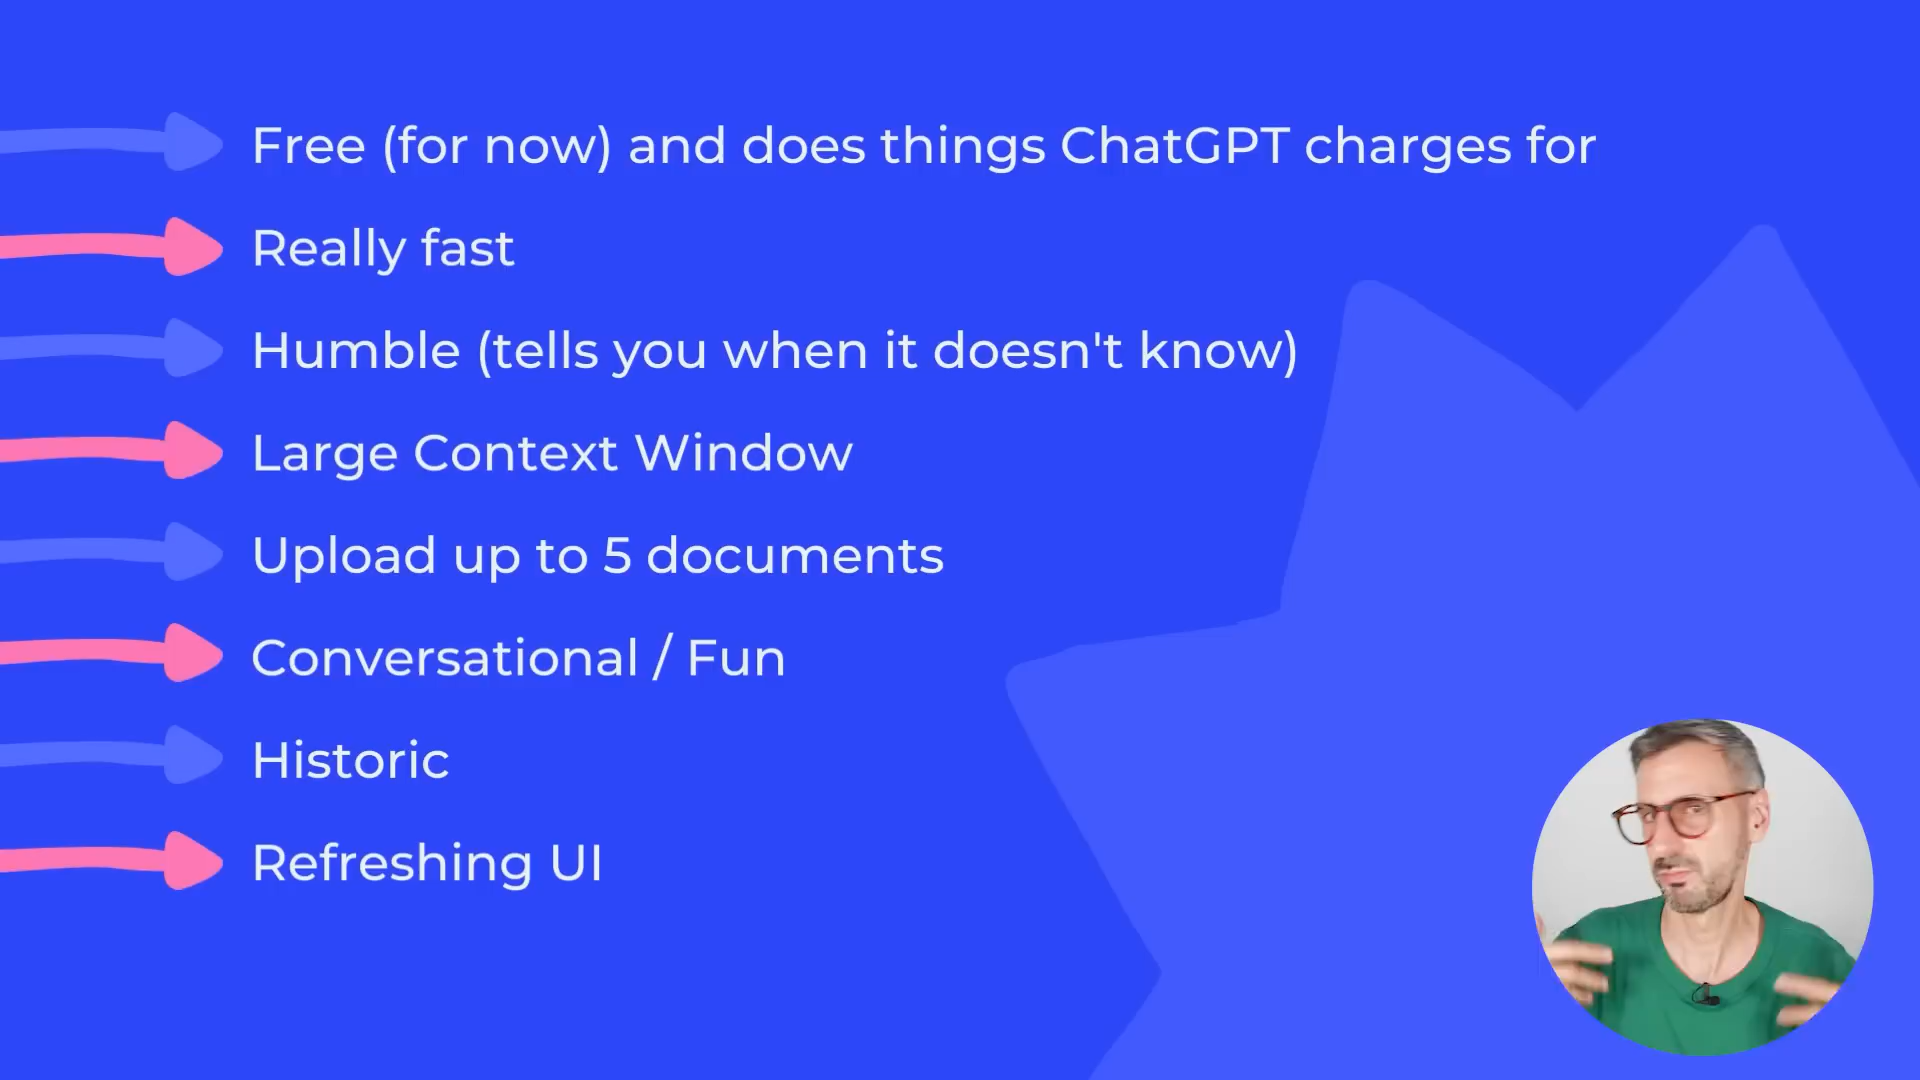 Free (for now) and does things ChatGPT charges for
Really fast
Humble (tells you when it doesn't know)
Large Context Window
Upload up to 5 documents
Conversational / Fun
Historic
Refreshing UI